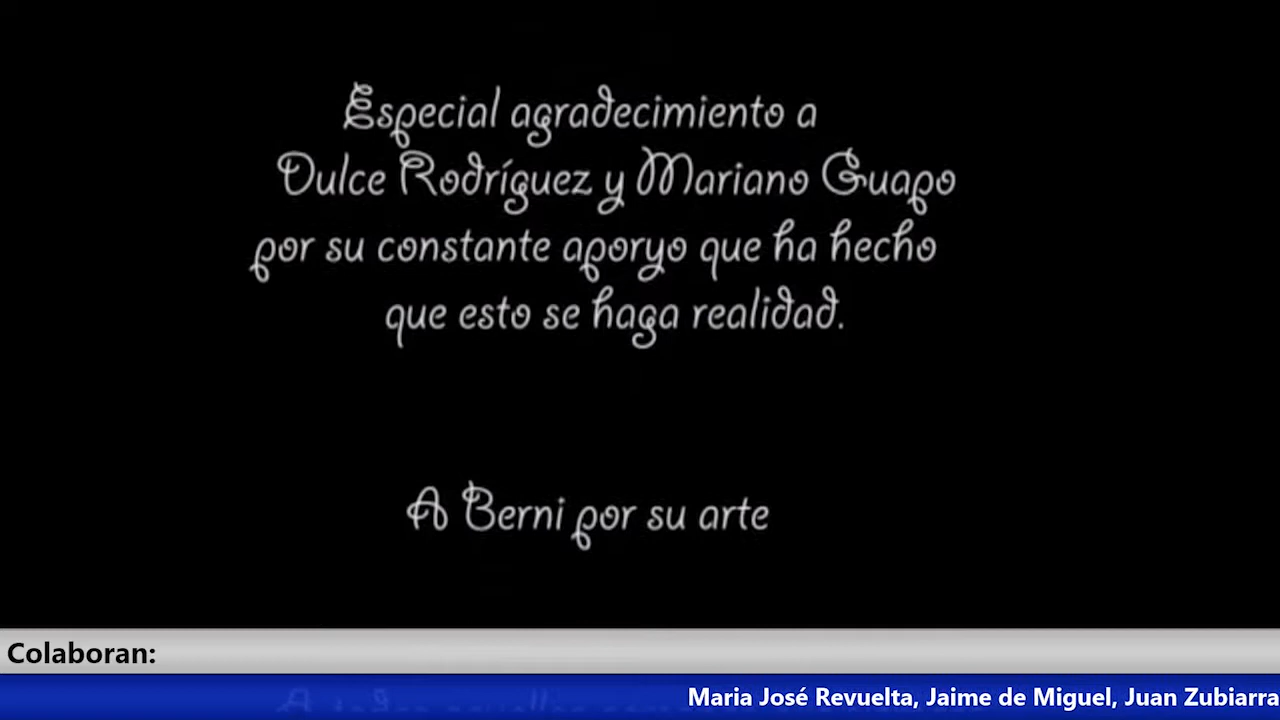 Especial agradecimiento a
Dulce Rodríguez y Mariano Guapo
por su constante aporyo que ha hecho
que esto se haga realidad.
A Berni por su arte
Colaboran:
Maria José Revuelta, Jaime de Miguel, Juan Zubiarra